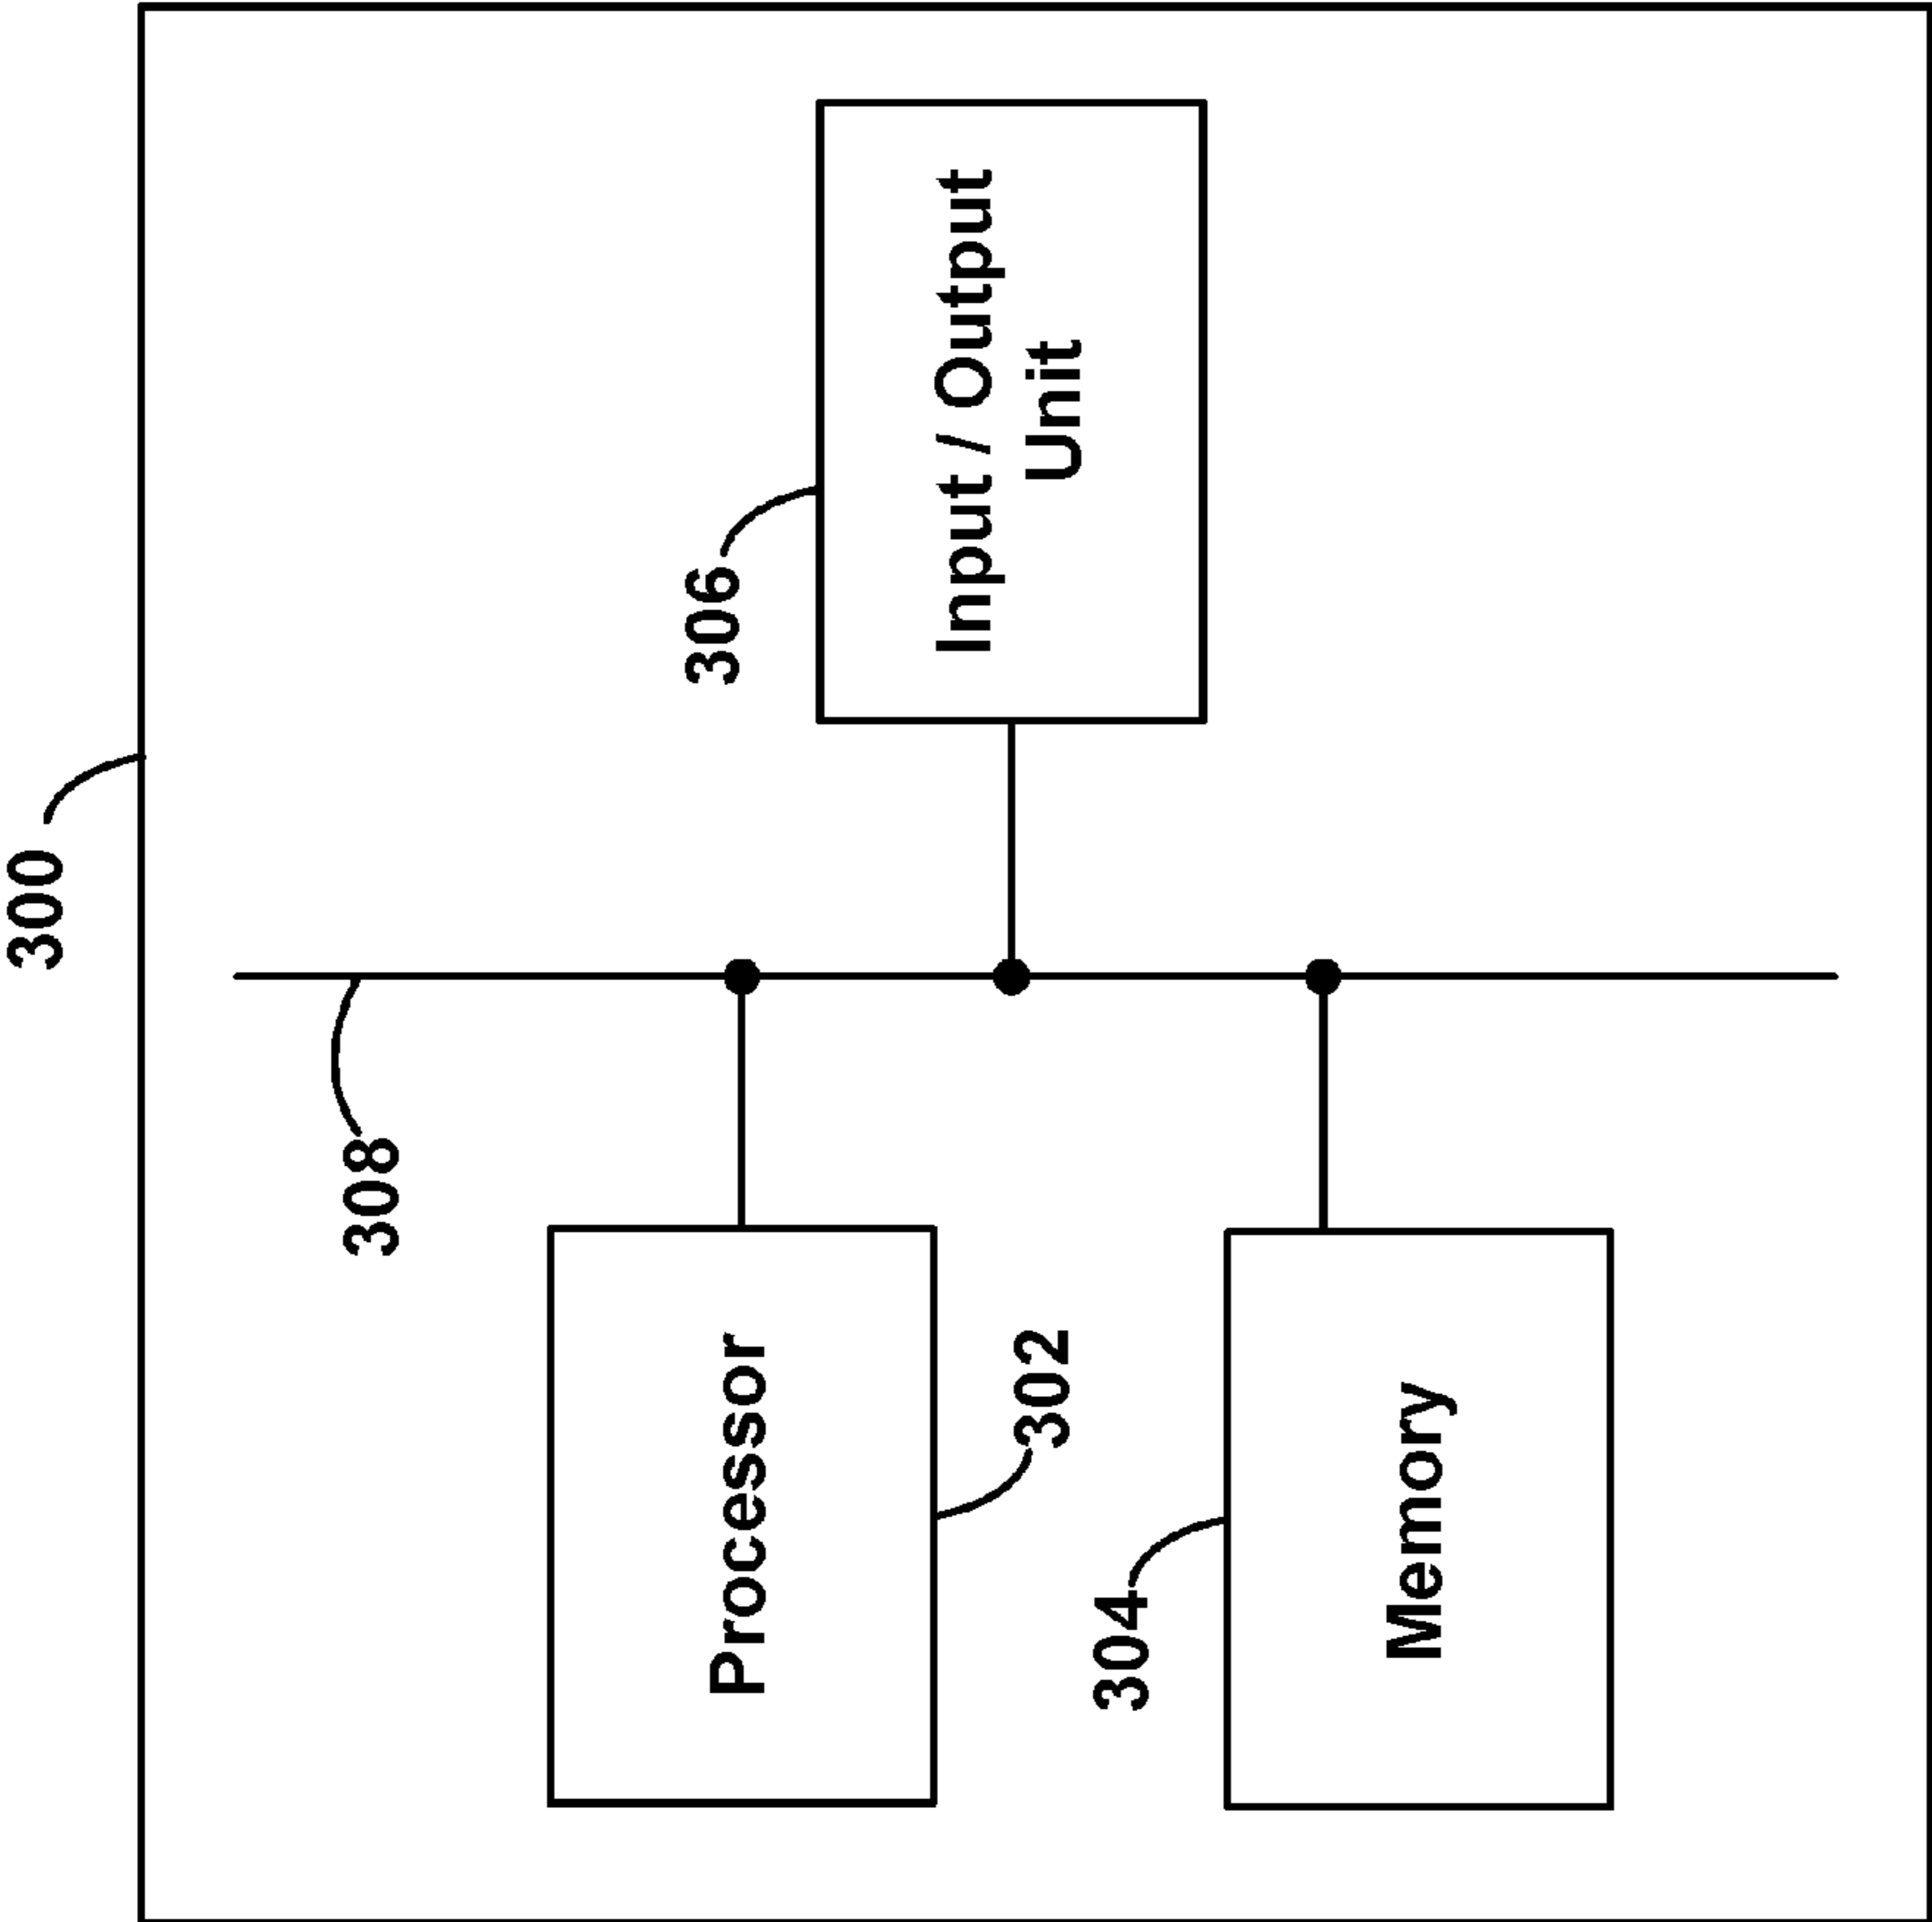 300
308
306
Processor
Input / Output
Unit
302
304
Memory